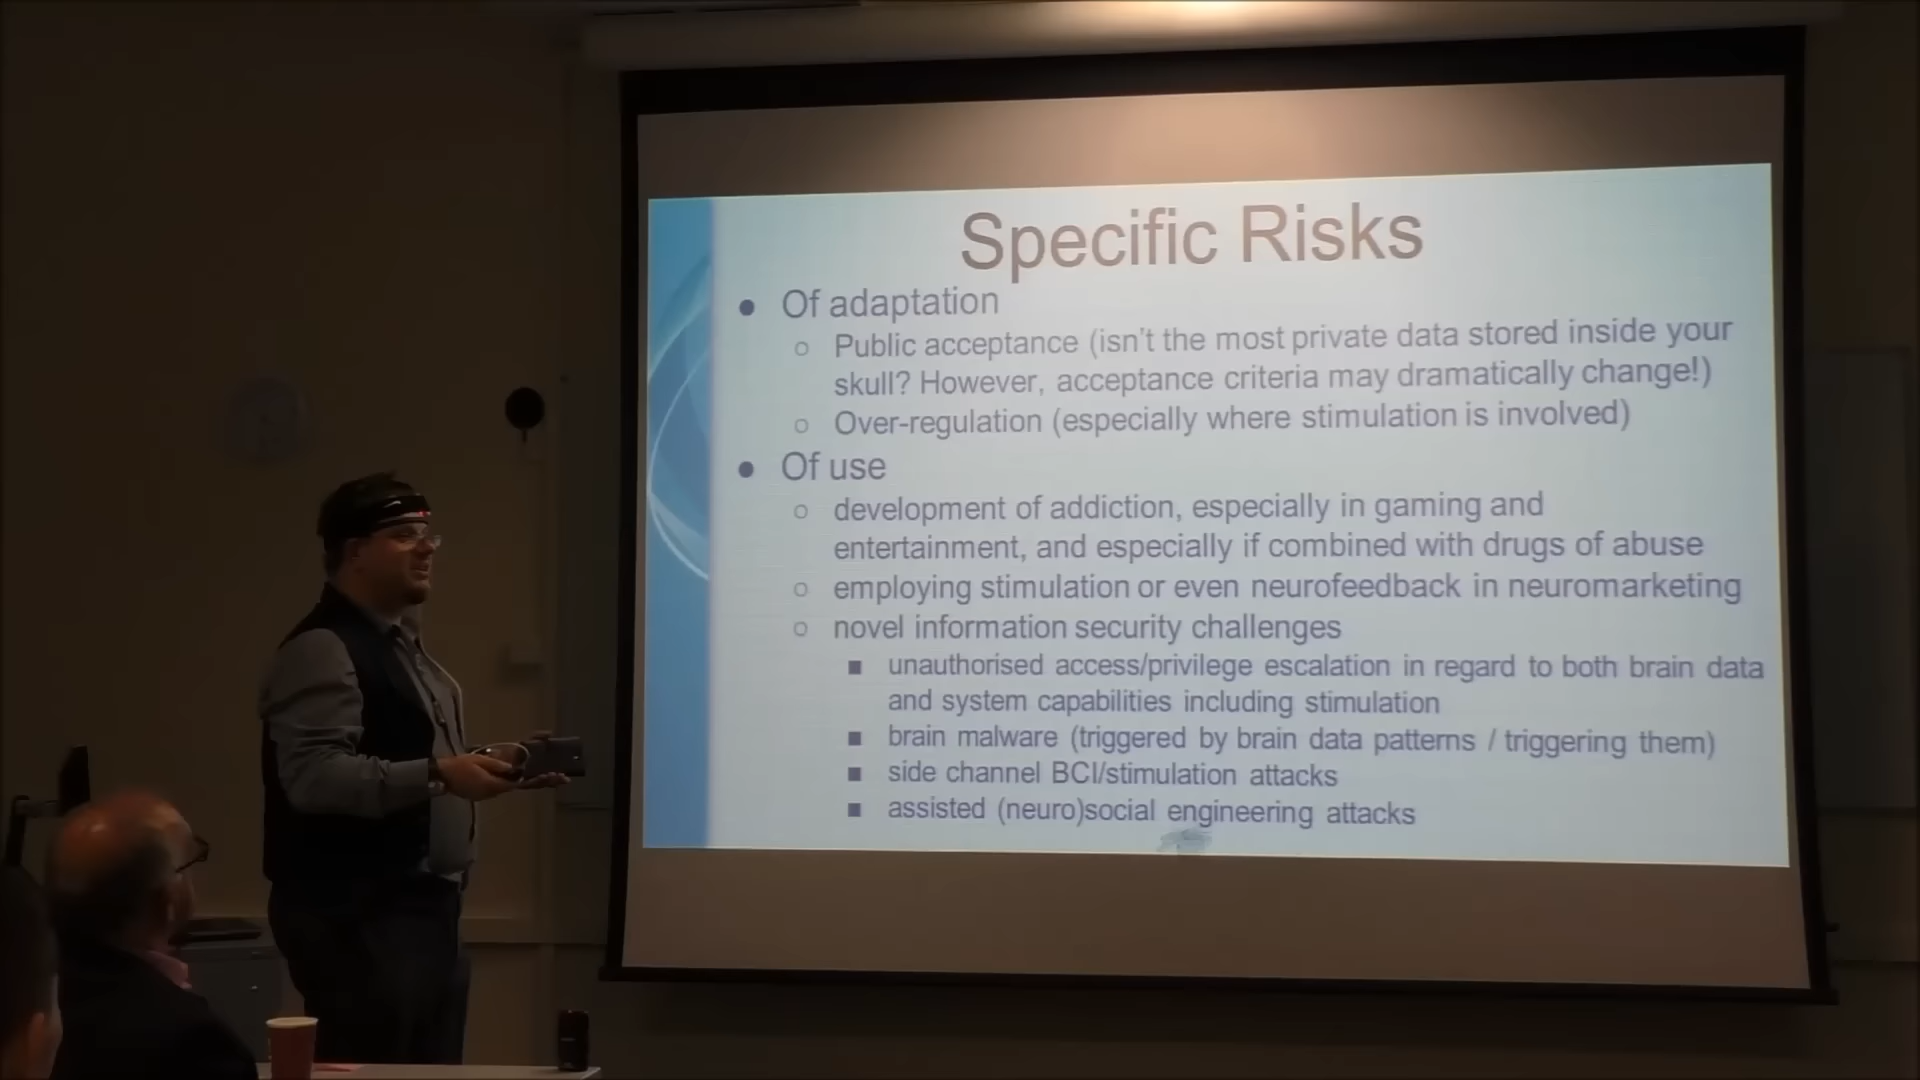 Specific Risks
● Of adaptation
○ Public acceptance (isn't the most private data stored inside your
skull? However, acceptance criteria may dramatically change!)
○ Over-regulation (especially where stimulation is involved)
● Of use
○ development of addiction, especially in gaming and
entertainment, and especially if combined with drugs of abuse
○ employing stimulation or even neurofeedback in neuromarketing
○ novel information security challenges
■ unauthorised access/privilege escalation in regard to both brain data
and system capabilities including stimulation
■ brain malware (triggered by brain data patterns / triggering them)
■ side channel BCI/stimulation attacks
■ assisted (neuro)social engineering attacks